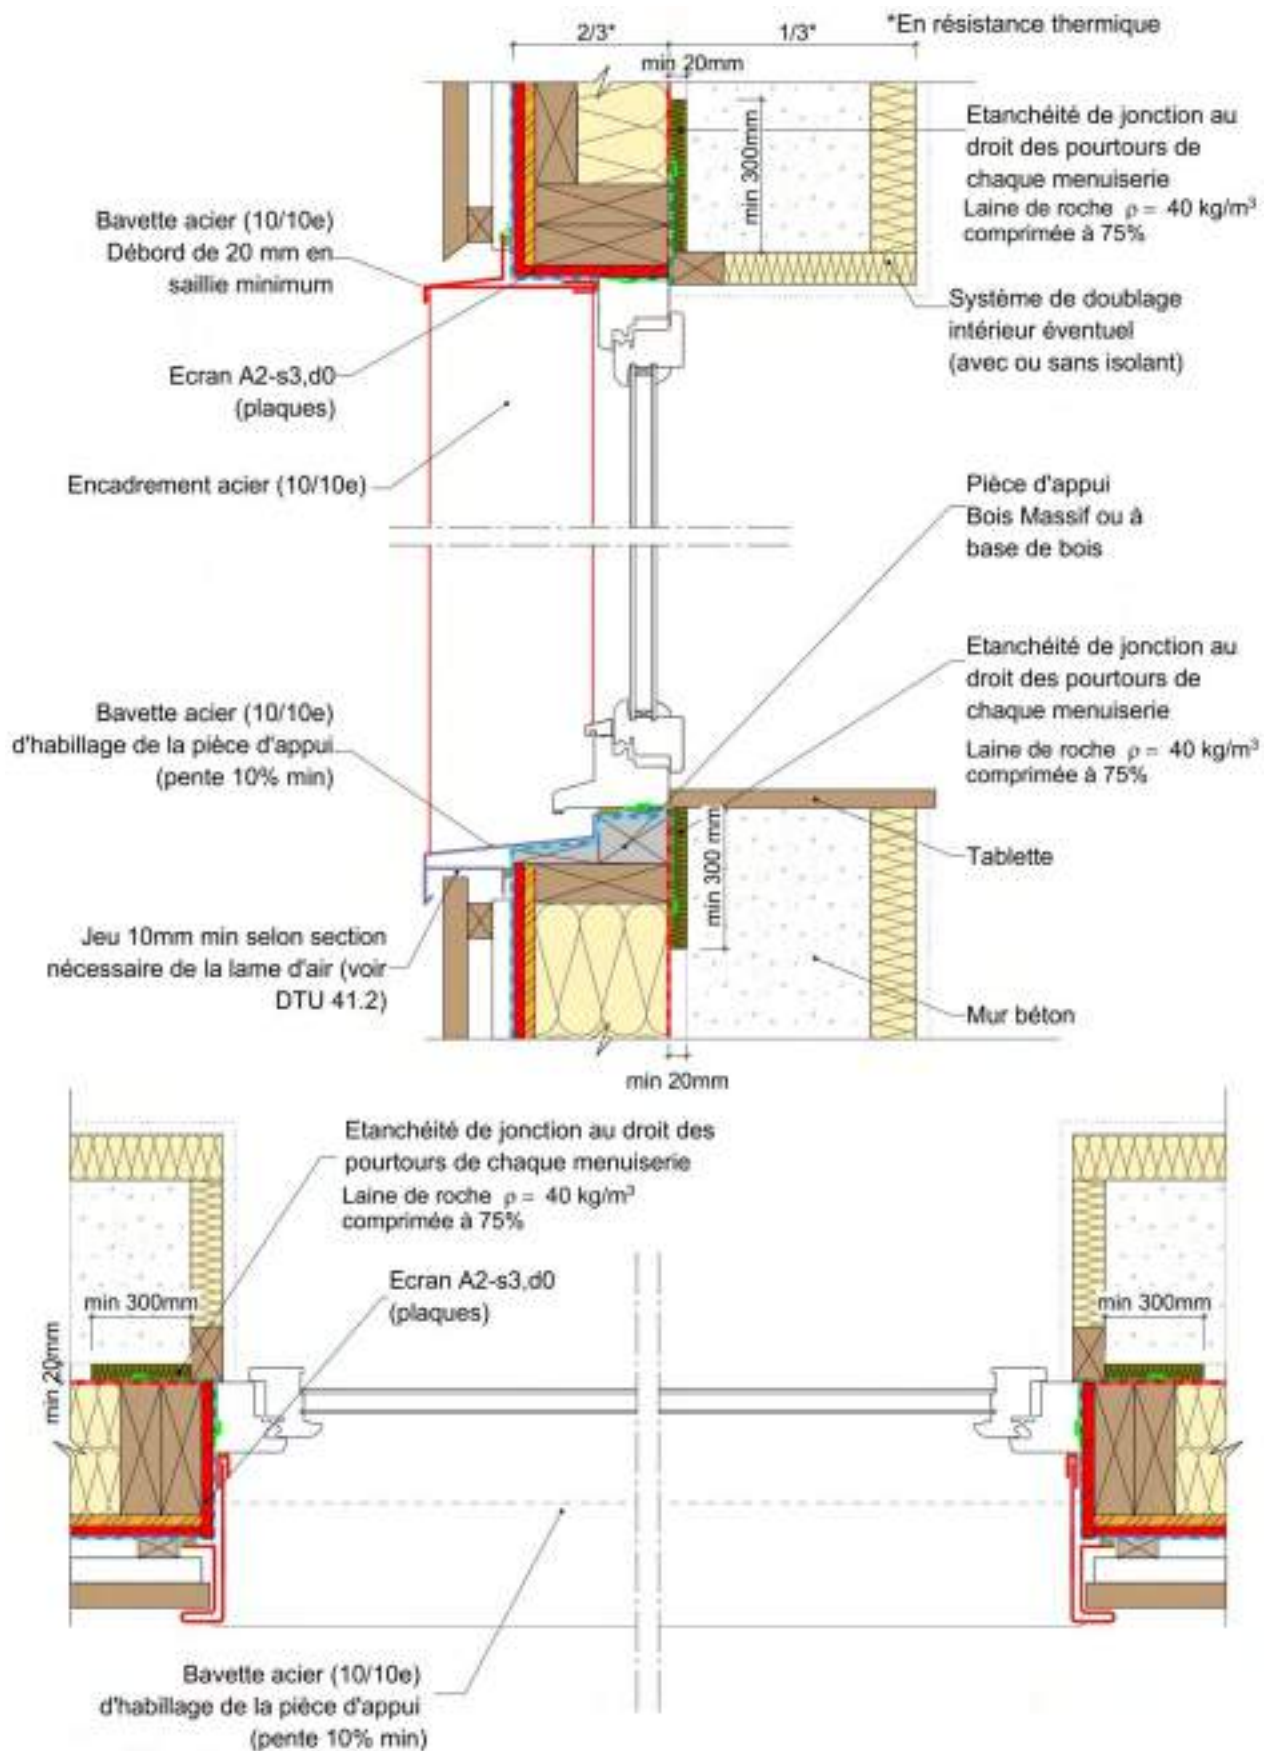 2/3*
1/3*
*En résistance thermique
min 20mm
min 300mm
Etanchéité de jonction au
droit des pourtours de
chaque menuiserie
Laine de roche ρ = 40 kg/m³
comprimée à 75%
Bavette acier (10/10e)
Débord de 20 mm en
saillie minimum
Système de doublage
intérieur éventuel
(avec ou sans isolant)
Ecran A2-s3,d0
(plaques)
Encadrement acier (10/10e)
Pièce d'appui
Bois Massif ou à
base de bois
Etanchéité de jonction au
droit des pourtours de
chaque menuiserie
Laine de roche ρ = 40 kg/m³
comprimée à 75%
Bavette acier (10/10e)
d'habillage de la pièce d'appui
(pente 10% min)
min 300 mm
Tablette
Jeu 10mm min selon section
nécessaire de la lame d'air (voir
DTU 41.2)
Mur béton
min 20mm
Etanchéité de jonction au droit des
pourtours de chaque menuiserie
Laine de roche ρ = 40 kg/m³
comprimée à 75%
Ecran A2-s3,d0
(plaques)
min 300mm
min 300mm
min 20mm
Bavette acier (10/10e)
d'habillage de la pièce d'appui
(pente 10% min)